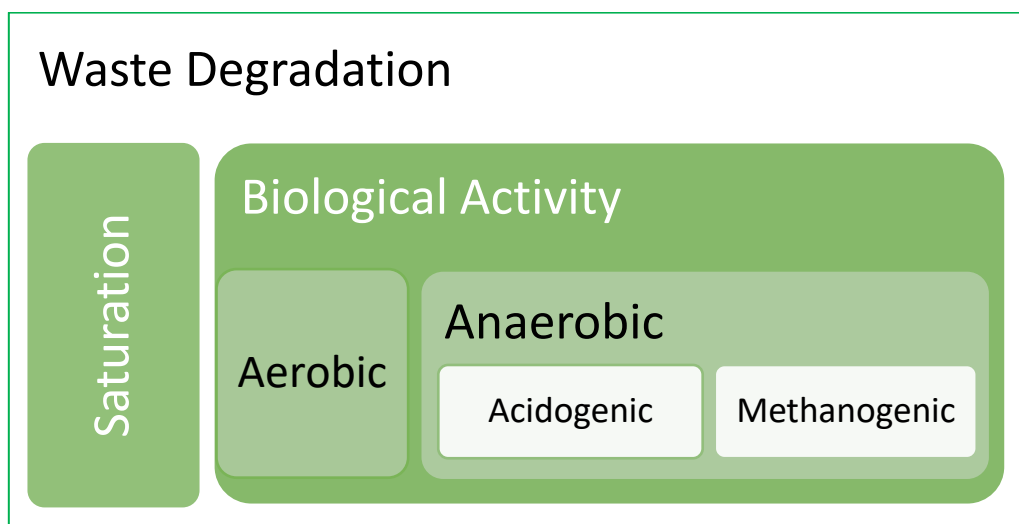 Waste Degradation
Saturation
Biological Activity
Aerobic
Anaerobic
Acidogenic
Methanogenic